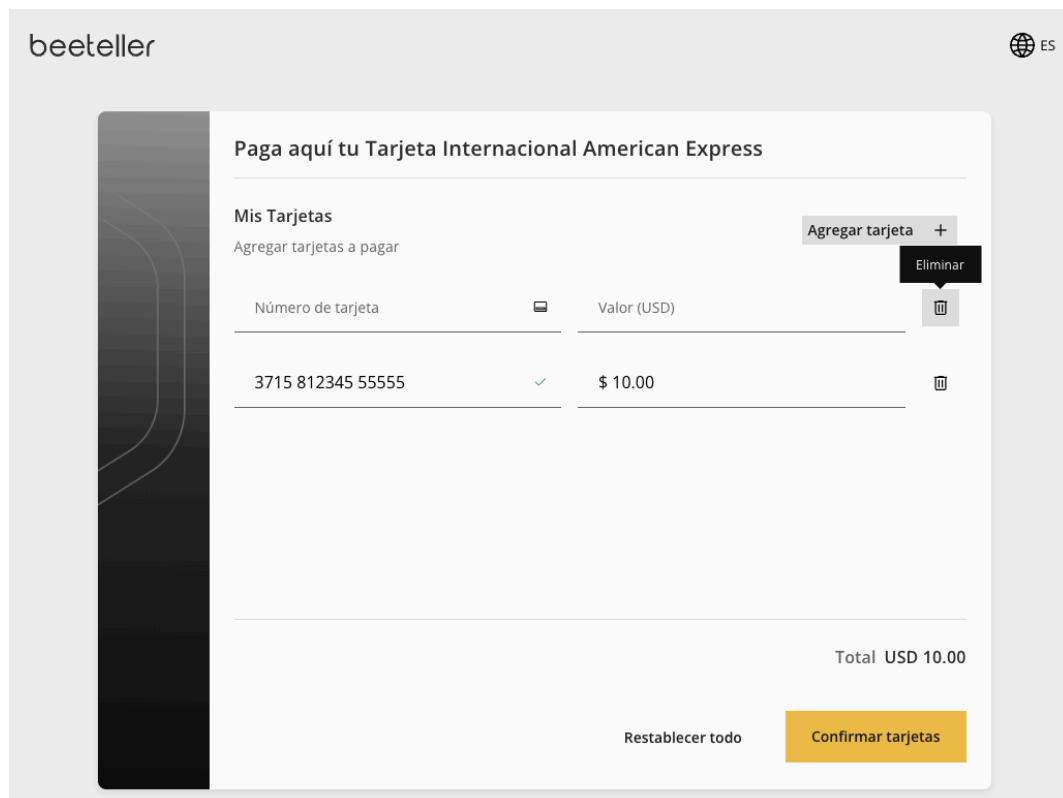 beeteller
ES
Paga aquí tu Tarjeta Internacional American Express
Mis Tarjetas
Agregar tarjetas a pagar
Agregar tarjeta +
Eliminar
Número de tarjeta
Valor (USD)
3715 812345 55555
$ 10.00
Total USD 10.00
Restablecer todo
Confirmar tarjetas